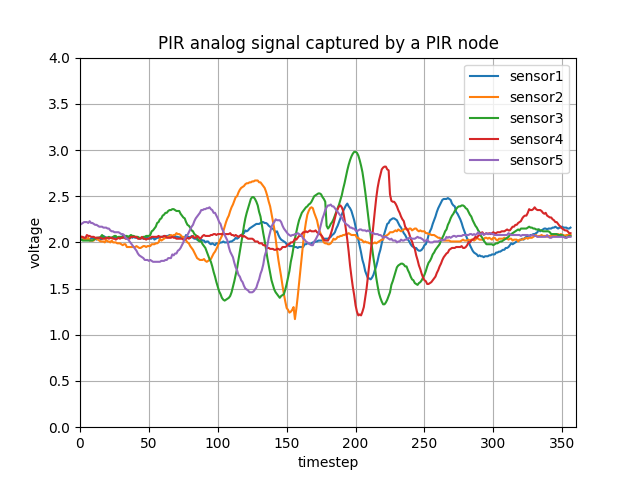 PIR analog signal captured by a PIR node
4.0
3.5
3.0
2.5
2.0
1.5
1.0
0.5
0.0
voltage
sensor1
sensor2
sensor3
sensor4
sensor5
0 50 100 150 200 250 300 350
timestep